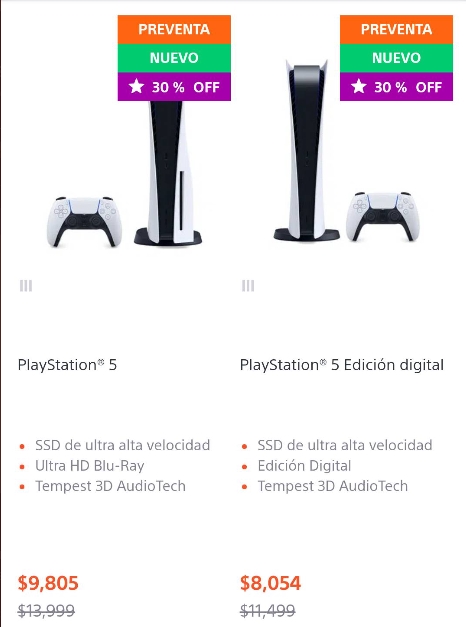 PREVENTA
NUEVO
30 % OFF
PlayStation® 5
SSD de ultra alta velocidad
Ultra HD Blu-Ray
Tempest 3D AudioTech
$9,805
$13,999
PREVENTA
NUEVO
30 % OFF
PlayStation® 5 Edición digital
SSD de ultra alta velocidad
Edición Digital
Tempest 3D AudioTech
$8,054
$11,499